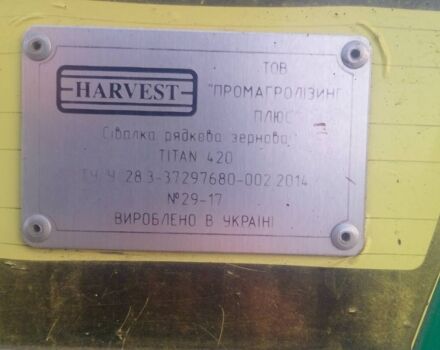 HARVEST
ТОВ
"ПРОМАГРОЛІЗИНГ
ПЛЮС"
Сівалка рядкова зернова
TITAN 420
ТУ У 28.3-37297680-002:2014
№29-17
ВИРОБЛЕНО В УКРАЇНІ